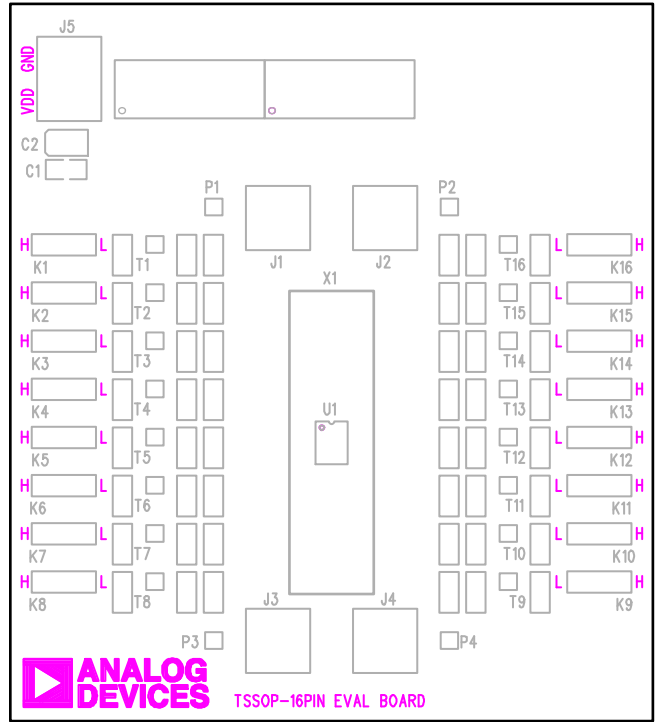 J5
VDD GND
C2
C1
P1
P2
J1
J2
H L
K1
T1
T16
L H
K16
X1
H L
K2
T2
T15
L H
K15
H L
K3
T3
T14
L H
K14
H L
K4
T4
T13
L H
K13
U1
H L
K5
T5
T12
L H
K12
H L
K6
T6
T11
L H
K11
H L
K7
T7
T10
L H
K10
H L
K8
T8
T9
L H
K9
J3
J4
P3
P4
ANALOG
DEVICES
TSSOP-16PIN EVAL BOARD